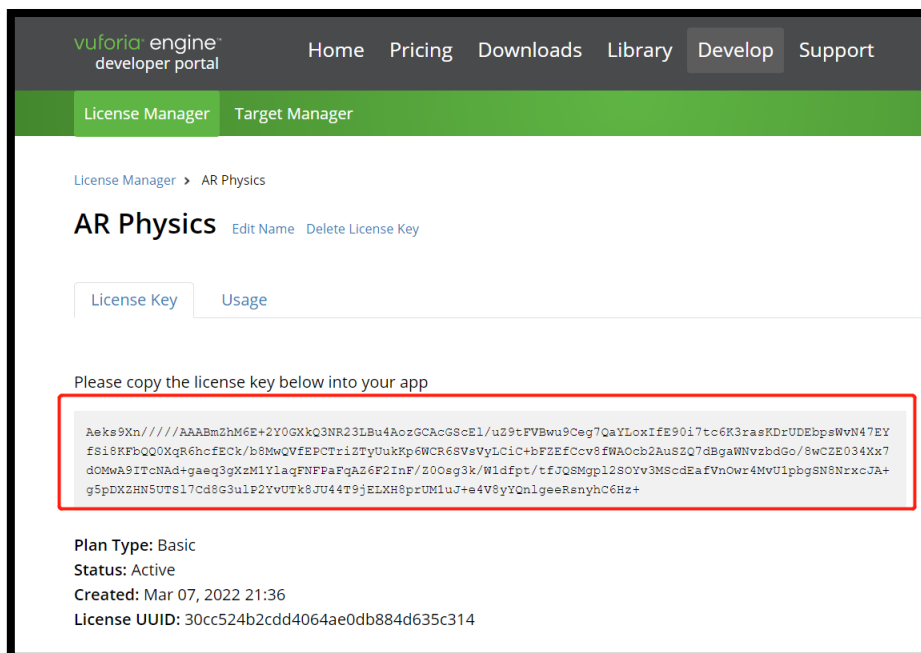 vuforia engine™
developer portal
Home Pricing Downloads Library Develop Support
License Manager Target Manager
License Manager > AR Physics
AR Physics Edit Name Delete License Key
License Key Usage
Please copy the license key below into your app
Aeks9Xn/////AAABmZhM6E+2Y0GXkQ3NR23LBu4AozGCAcGScEl/uZ9tFVBwu9Ceg7QaYLoxIfE90i7tc6K3rasKDrUDEbpsWvN47EY
fSi8KFbQQ0XqR6hcfECk/b8MwQVfEPCTriZTyUukKp6WCR6SVsVyLCiC+bFZEfCcv8fWAOcb2AuSZQ7dBgaWNvzbdGo/8wCZE034Xx7
dOMwA9ITcNAd+gaeq3gXzM1YlaqFNFPaFqAZ6F2InF/Z0Osg3k/W1dfpt/tfJQSMgpl2SOYv3MScdEafVnOwr4MvU1pbgSN8NrxcJA+
g5pDXZHN5UTSl7Cd8G3ulP2YvUTk8JU44T9jELXH8prUM1uJ+e4V8yYQnlgeeRsnyhC6Hz+
Plan Type: Basic
Status: Active
Created: Mar 07, 2022 21:36
License UUID: 30cc524b2cdd4064ae0db884d635c314